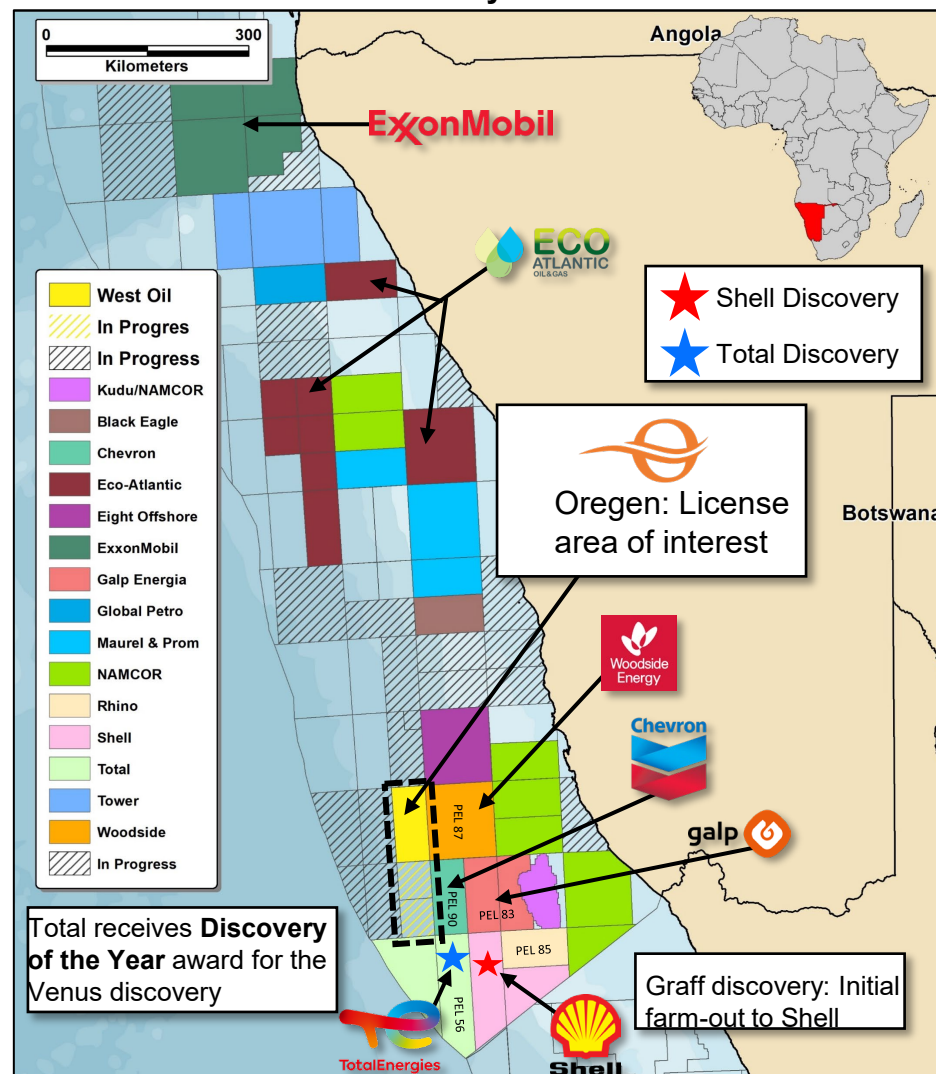 0 300
Kilometers
Angola
ExxonMobil
ECO
ATLANTIC
OIL&GAS
West Oil
In Progres
In Progress
Kudu/NAMCOR
Black Eagle
Chevron
Eco-Atlantic
Eight Offshore
ExxonMobil
Galp Energia
Global Petro
Maurel & Prom
NAMCOR
Rhino
Shell
Total
Tower
Woodside
In Progress
Shell Discovery
Total Discovery
Oregen: License
area of interest
Botswana
Woodside
Energy
Chevron
galp
PEL 87
PEL 90
PEL 83
PEL 85
PEL 56
Total receives Discovery
of the Year award for the
Venus discovery
Graff discovery: Initial
farm-out to Shell
TotalEnergies
Shell